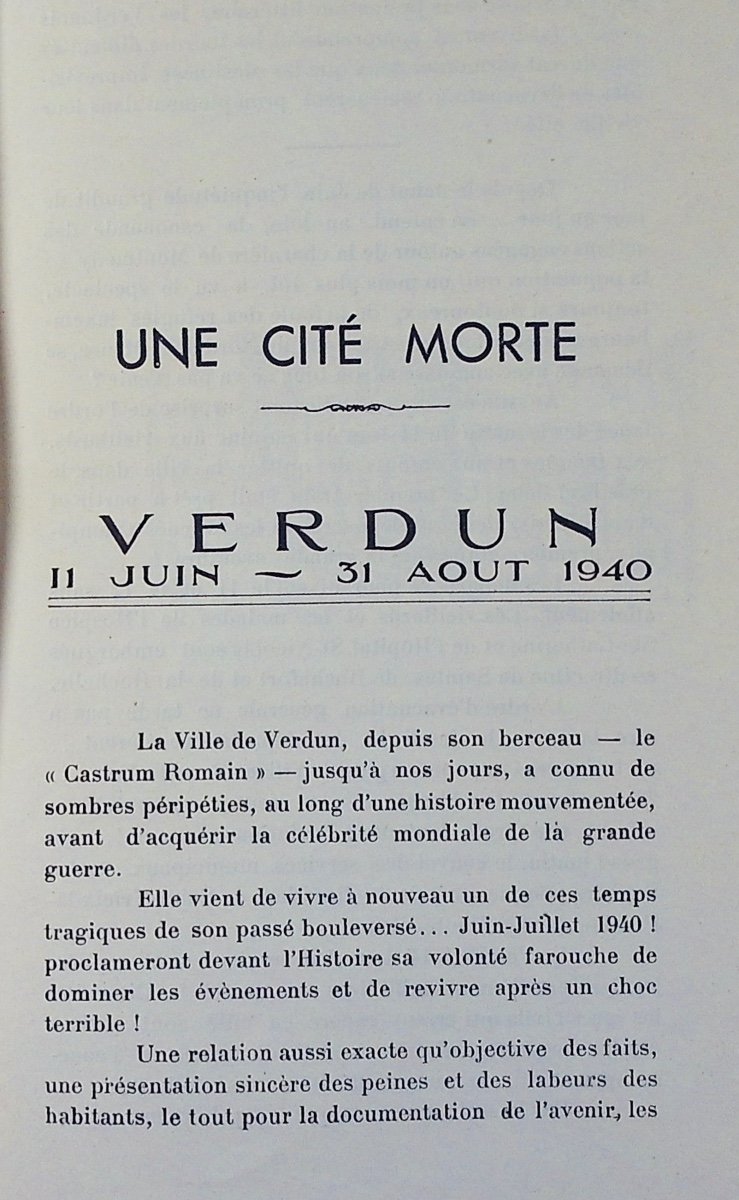 UNE CITÉ MORTE
VERDUN
11 JUIN — 31 AOUT 1940
La Ville de Verdun, depuis son berceau — le
« Castrum Romain » — jusqu'à nos jours, a connu de
sombres péripéties, au long d'une histoire mouvementée,
avant d'acquérir la célébrité mondiale de là grande
guerre.
Elle vient de vivre à nouveau un de ces temps
tragiques de son passé bouleversé... Juin-Juillet 1940 !
proclameront devant l'Histoire sa volonté farouche de
dominer les évènements et de revivre après un choc
terrible !
Une relation aussi exacte qu'objective des faits,
une présentation sincère des peines et des labeurs des
habitants, le tout pour la documentation de l'avenir, les